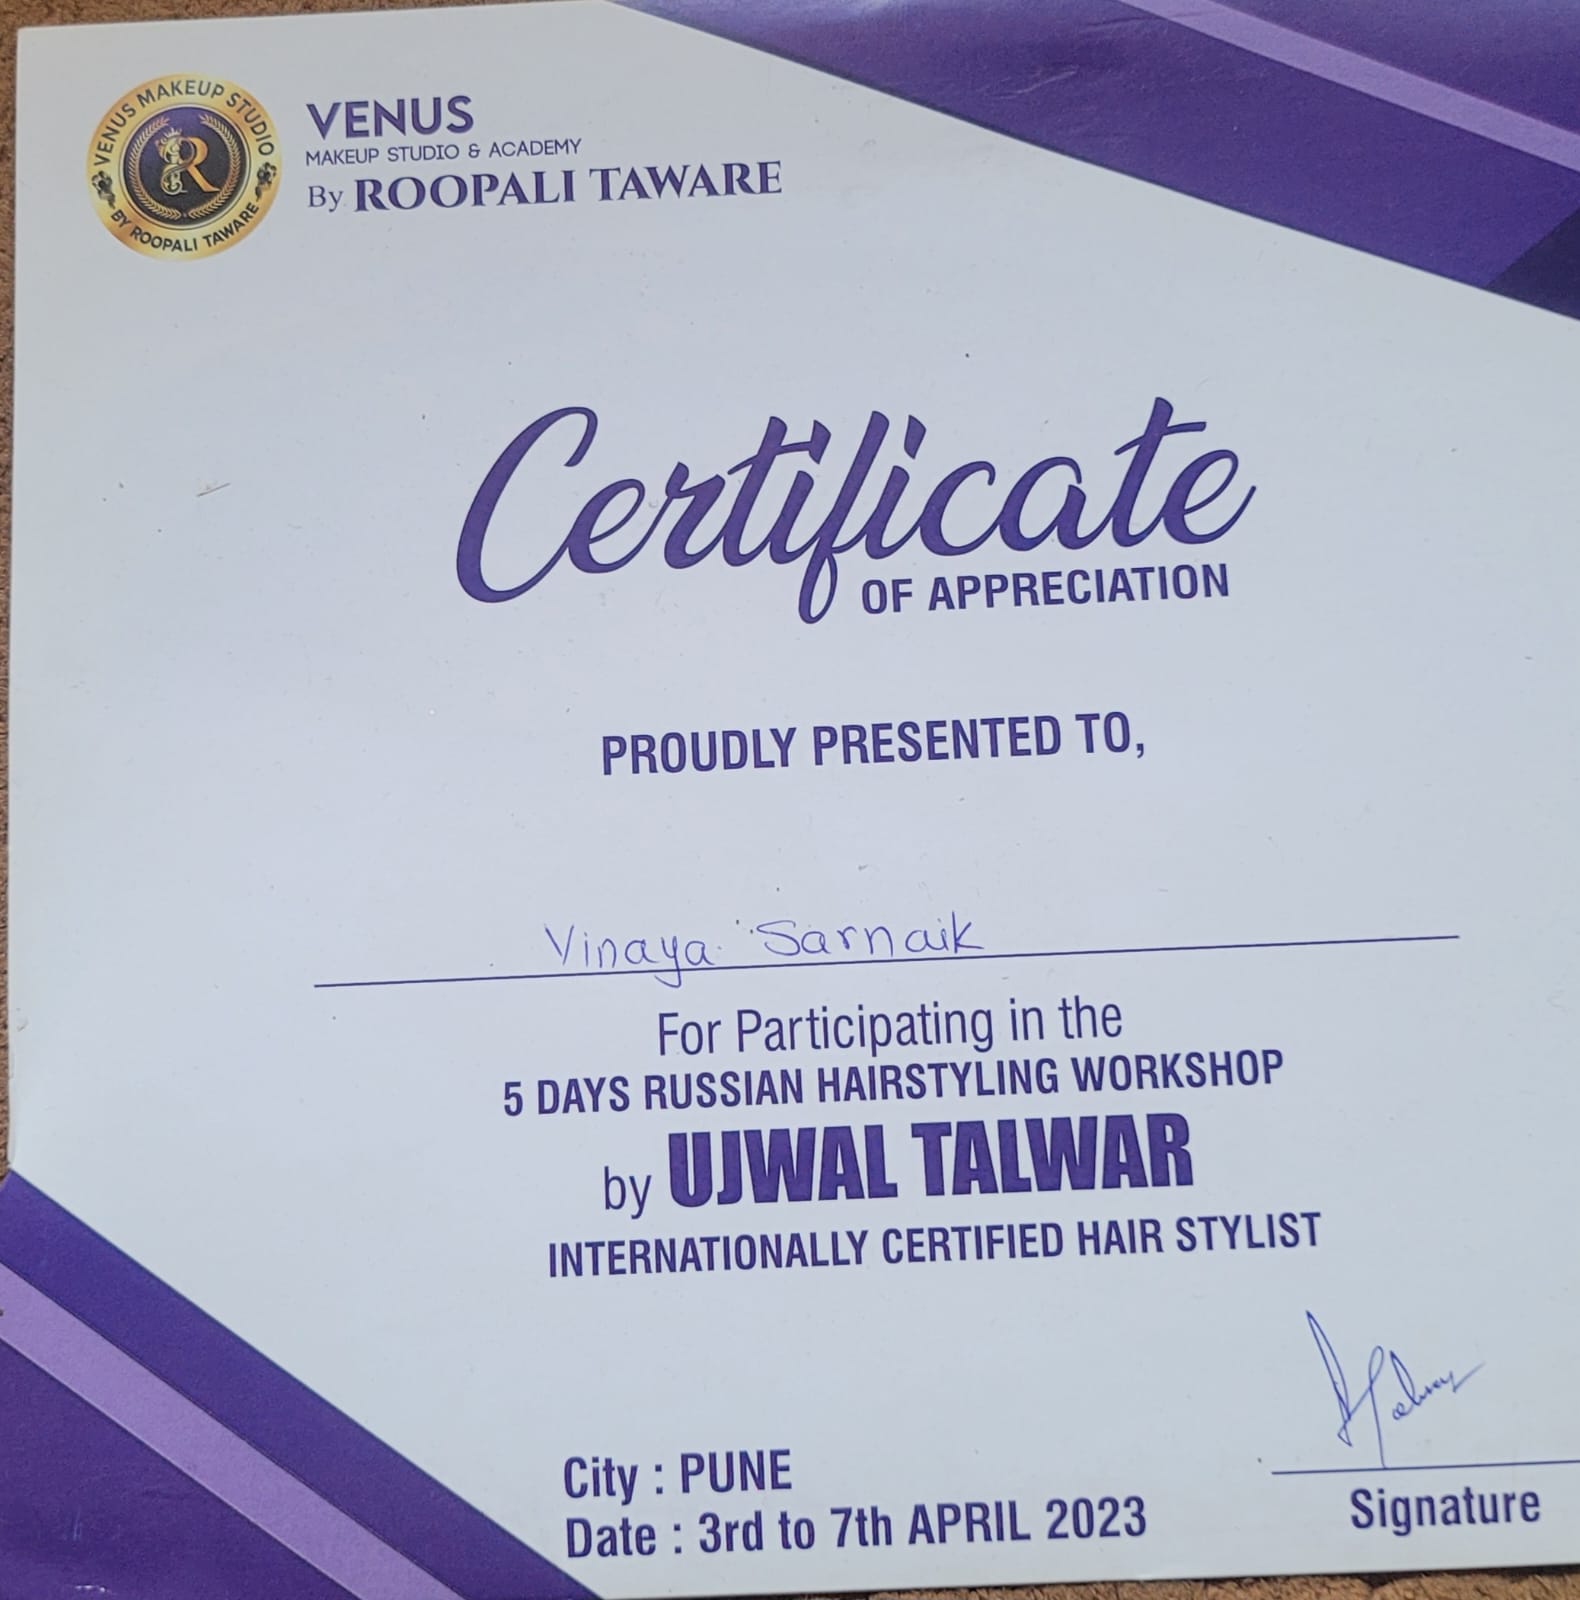 VENUS MAKEUP STUDIO
BY ROOPALI TAWARE
R
VENUS
MAKEUP STUDIO & ACADEMY
By ROOPALI TAWARE
Certificate
OF APPRECIATION
PROUDLY PRESENTED TO,
Vinaya Sarnaik
For Participating in the
5 DAYS RUSSIAN HAIRSTYLING WORKSHOP
by UJWAL TALWAR
INTERNATIONALLY CERTIFIED HAIR STYLIST
City : PUNE
Date : 3rd to 7th APRIL 2023
Signature